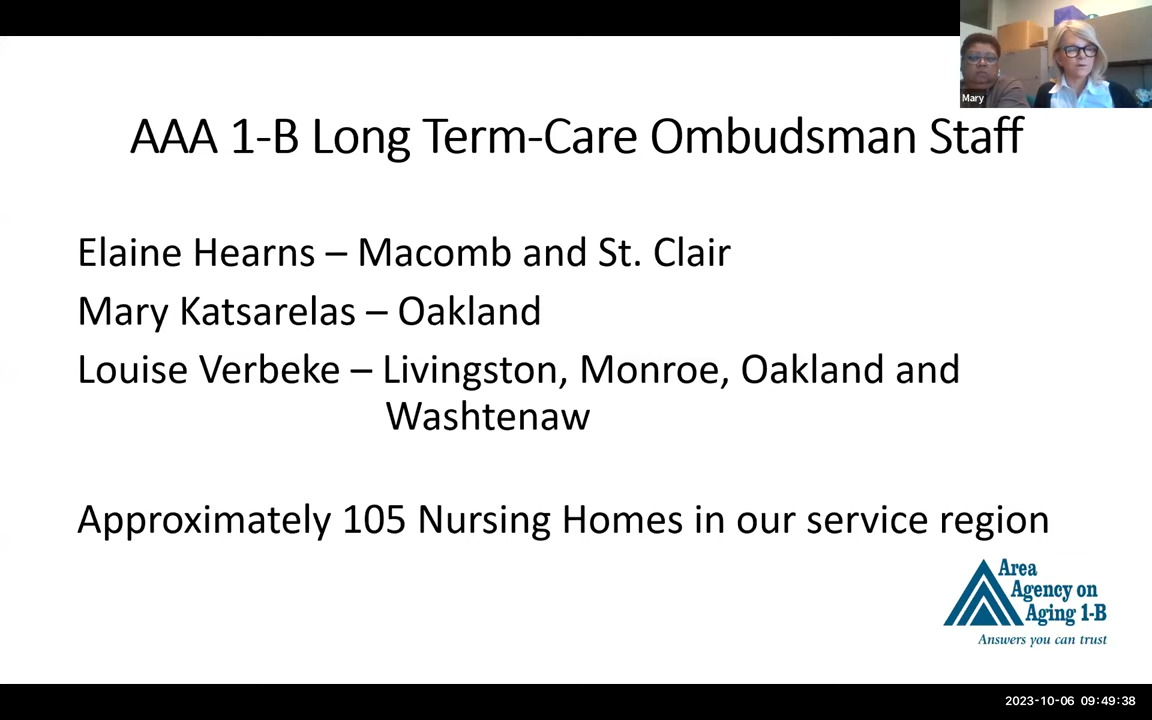 Mary
AAA 1-B Long Term-Care Ombudsman Staff
Elaine Hearns – Macomb and St. Clair
Mary Katsarelas – Oakland
Louise Verbeke – Livingston, Monroe, Oakland and
Washtenaw
Approximately 105 Nursing Homes in our service region
Area
Agency on
Aging 1-B
Answers you can trust
2023-10-06 09:49:38